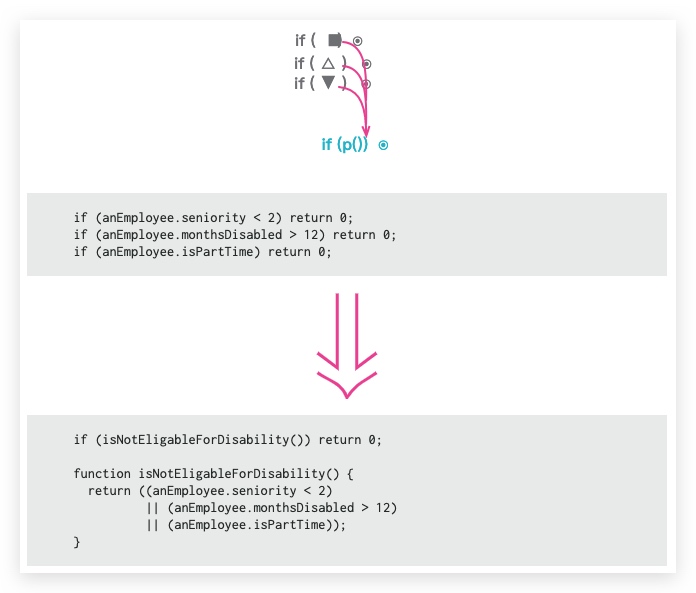 if ( ■ ) ◉
if ( △ ) ◉
if ( ▼ ) ◉
if (p()) ◉
if (anEmployee.seniority < 2) return 0;
if (anEmployee.monthsDisabled > 12) return 0;
if (anEmployee.isPartTime) return 0;
if (isNotEligableForDisability()) return 0;
function isNotEligableForDisability() {
return ((anEmployee.seniority < 2)
|| (anEmployee.monthsDisabled > 12)
|| (anEmployee.isPartTime));
}